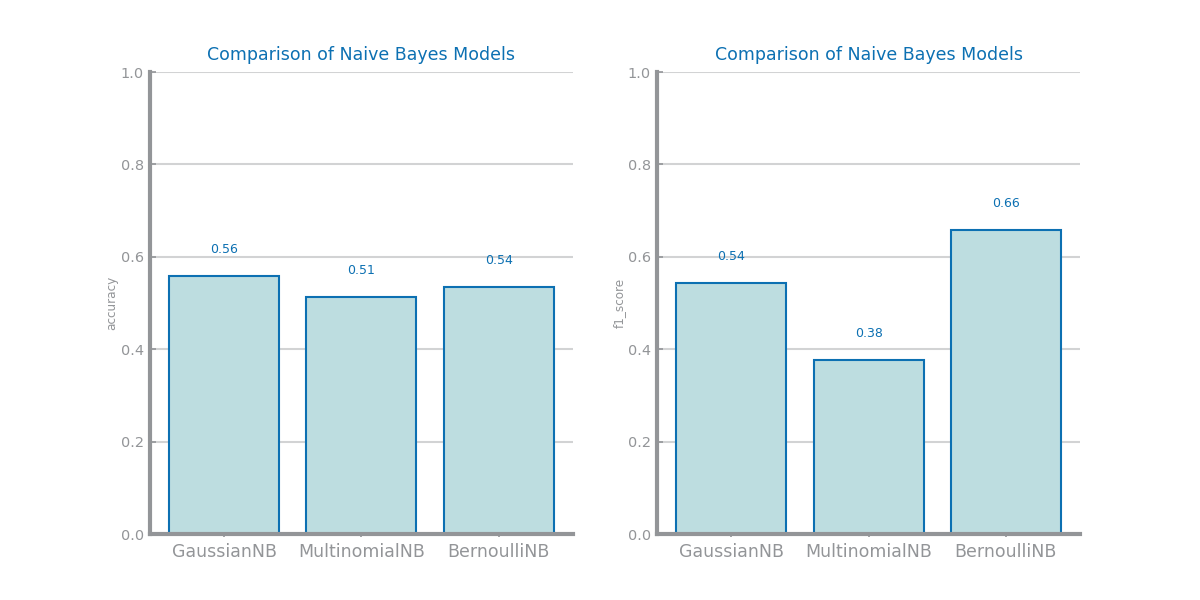 Comparison of Naive Bayes Models
1.0
0.8
0.6
0.4
0.2
0.0
accuracy
0.56
0.51
0.54
GaussianNB
MultinomialNB
BernoulliNB
Comparison of Naive Bayes Models
1.0
0.8
0.6
0.4
0.2
0.0
f1_score
0.54
0.38
0.66
GaussianNB
MultinomialNB
BernoulliNB